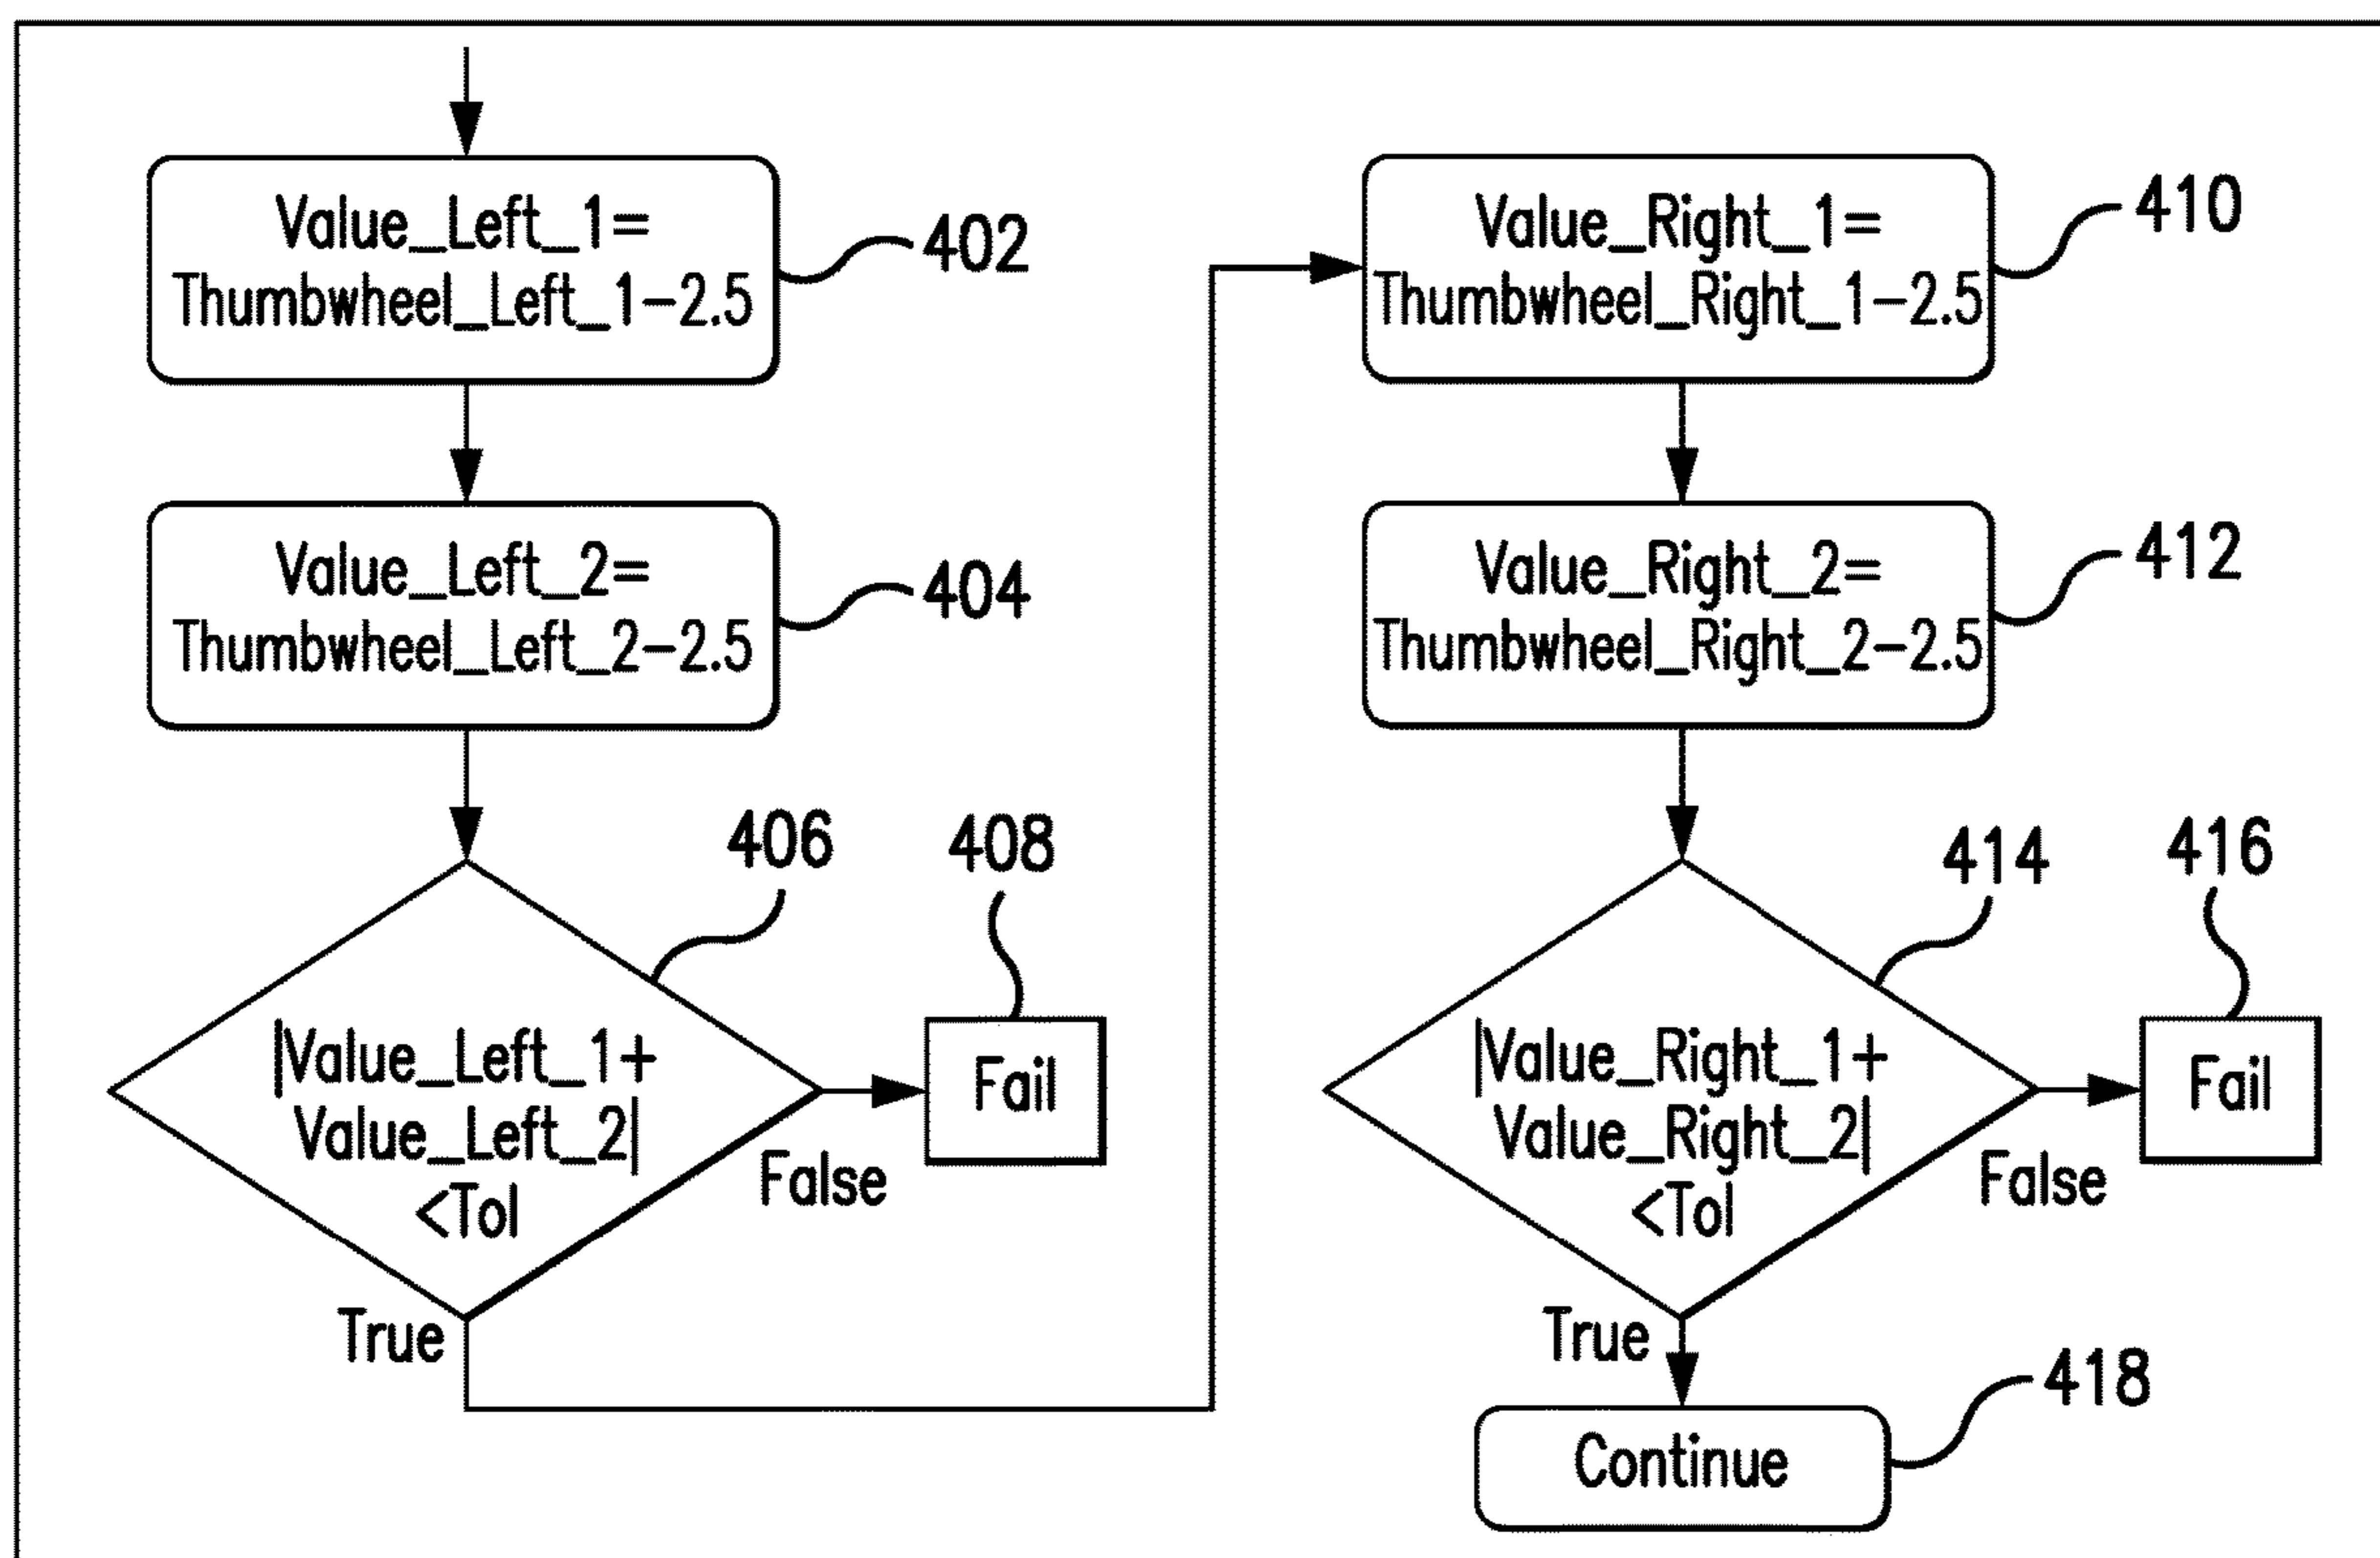 Value_Left_1=
Thumbwheel_Left_1-2.5
402
Value_Left_2=
Thumbwheel_Left_2-2.5
404
406
|Value_Left_1+
Value_Left_2|
<Tol
408
Fail
False
True
Value_Right_1=
Thumbwheel_Right_1-2.5
410
Value_Right_2=
Thumbwheel_Right_2-2.5
412
414
|Value_Right_1+
Value_Right_2|
<Tol
416
Fail
False
True
Continue
418